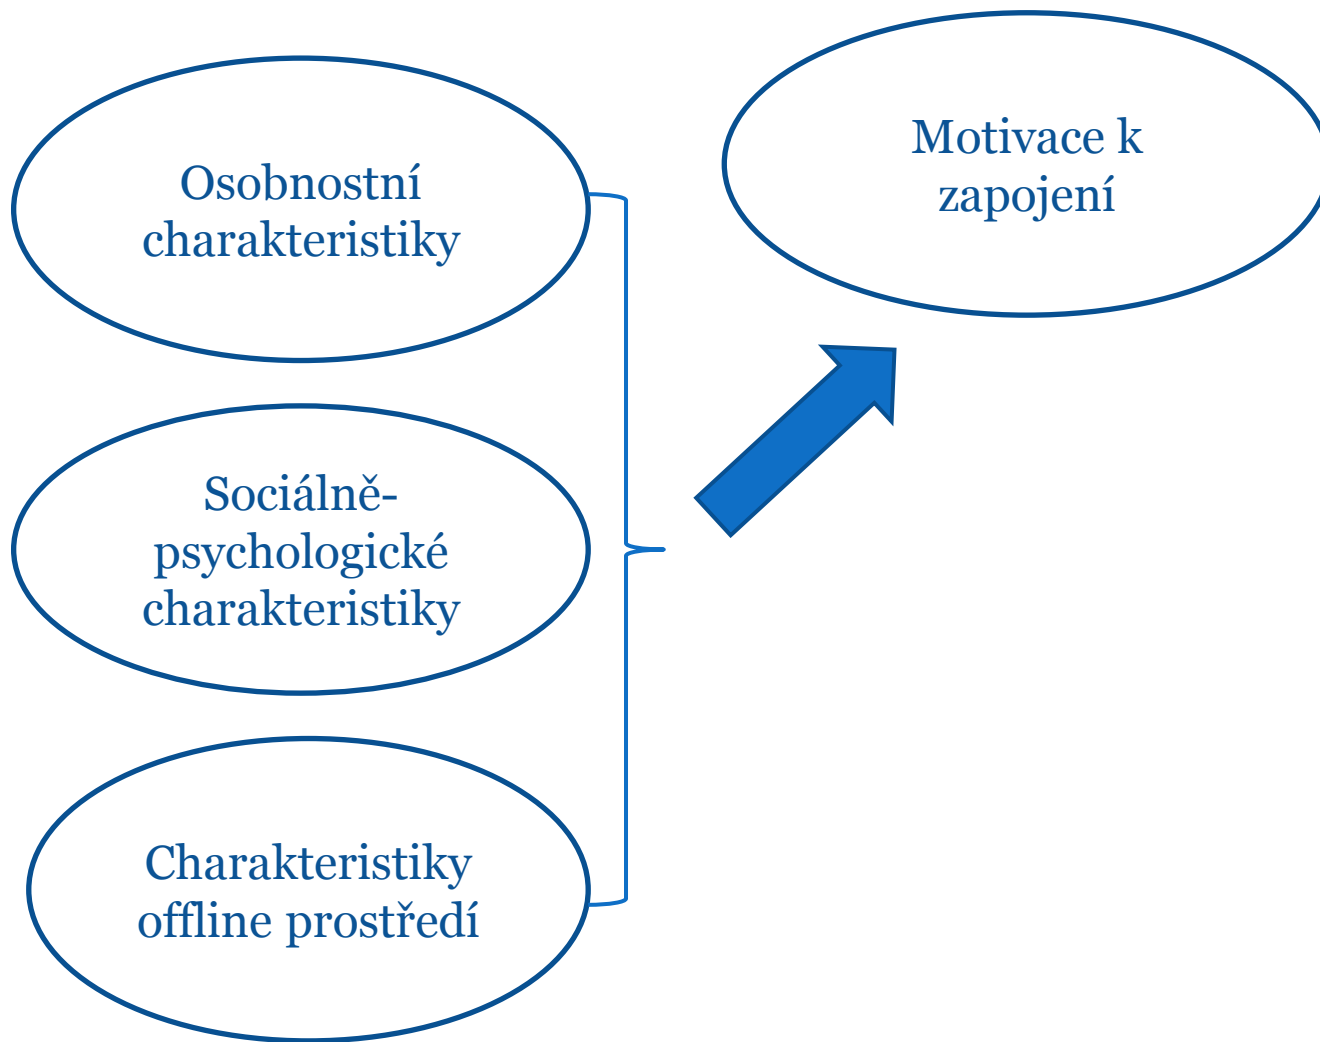 Osobnostní
charakteristiky
Motivace k
zapojení
Sociálně-
psychologické
charakteristiky
Charakteristiky
offline prostředí